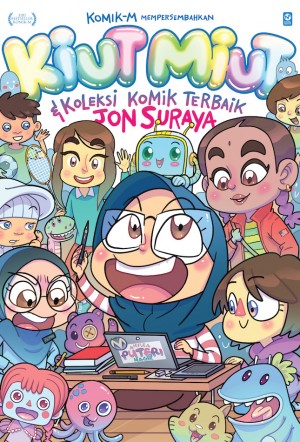 KOMIK-M MEMPERSEMBAHKAN
KiUT MiUT
& KOLEKSI KOMIK TERBAIK
JON SURAYA
PUTERI